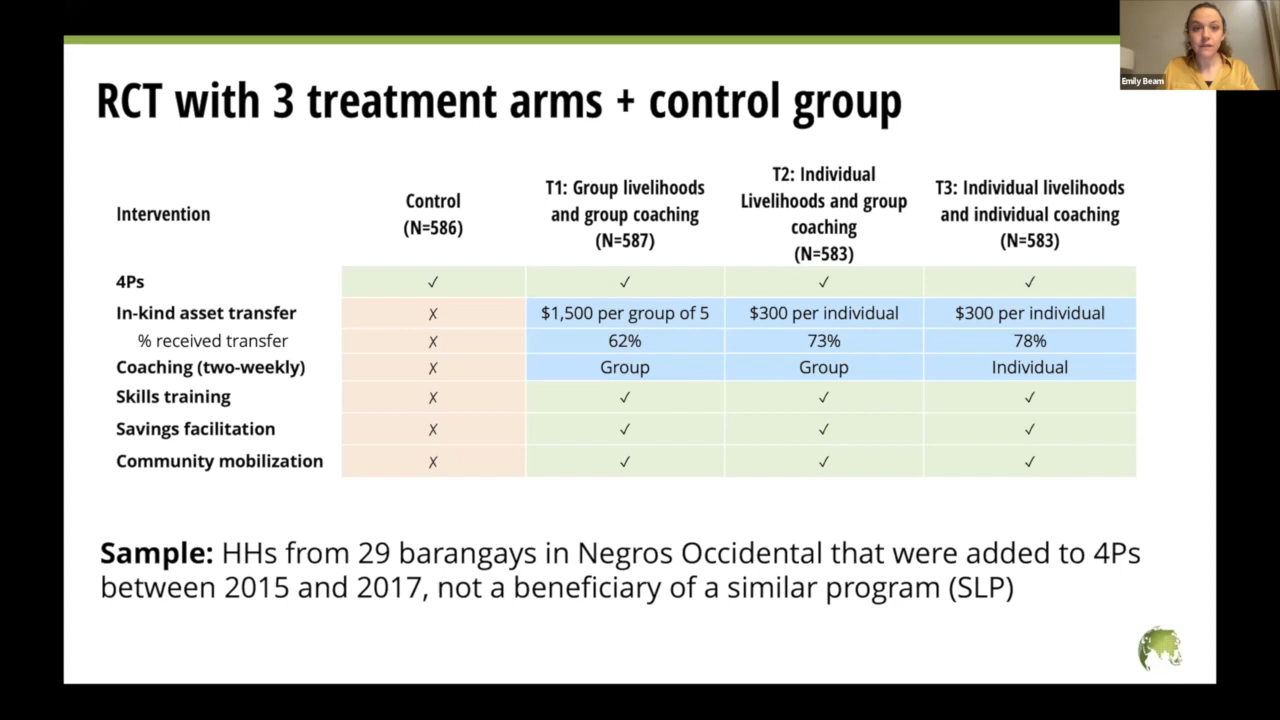 Emily Beam
RCT with 3 treatment arms + control group
Intervention
Control
(N=586)
T1: Group livelihoods
and group coaching
(N=587)
T2: Individual
Livelihoods and group
coaching
(N=583)
T3: Individual livelihoods
and individual coaching
(N=583)
4Ps ✓ ✓ ✓ ✓
In-kind asset transfer ✗ $1,500 per group of 5 $300 per individual $300 per individual
% received transfer ✗ 62% 73% 78%
Coaching (two-weekly) ✗ Group Group Individual
Skills training ✗ ✓ ✓ ✓
Savings facilitation ✗ ✓ ✓ ✓
Community mobilization ✗ ✓ ✓ ✓
Sample: HHs from 29 barangays in Negros Occidental that were added to 4Ps
between 2015 and 2017, not a beneficiary of a similar program (SLP)